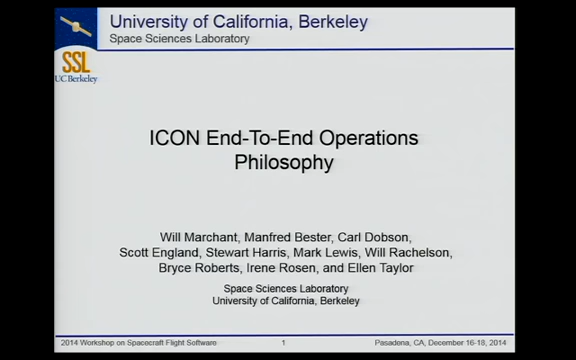 University of California, Berkeley
Space Sciences Laboratory
SSL
UC Berkeley
ICON End-To-End Operations
Philosophy
Will Marchant, Manfred Bester, Carl Dobson,
Scott England, Stewart Harris, Mark Lewis, Will Rachelson,
Bryce Roberts, Irene Rosen, and Ellen Taylor
Space Sciences Laboratory
University of California, Berkeley
2014 Workshop on Spacecraft Flight Software
1
Pasadena, CA, December 16-18, 2014